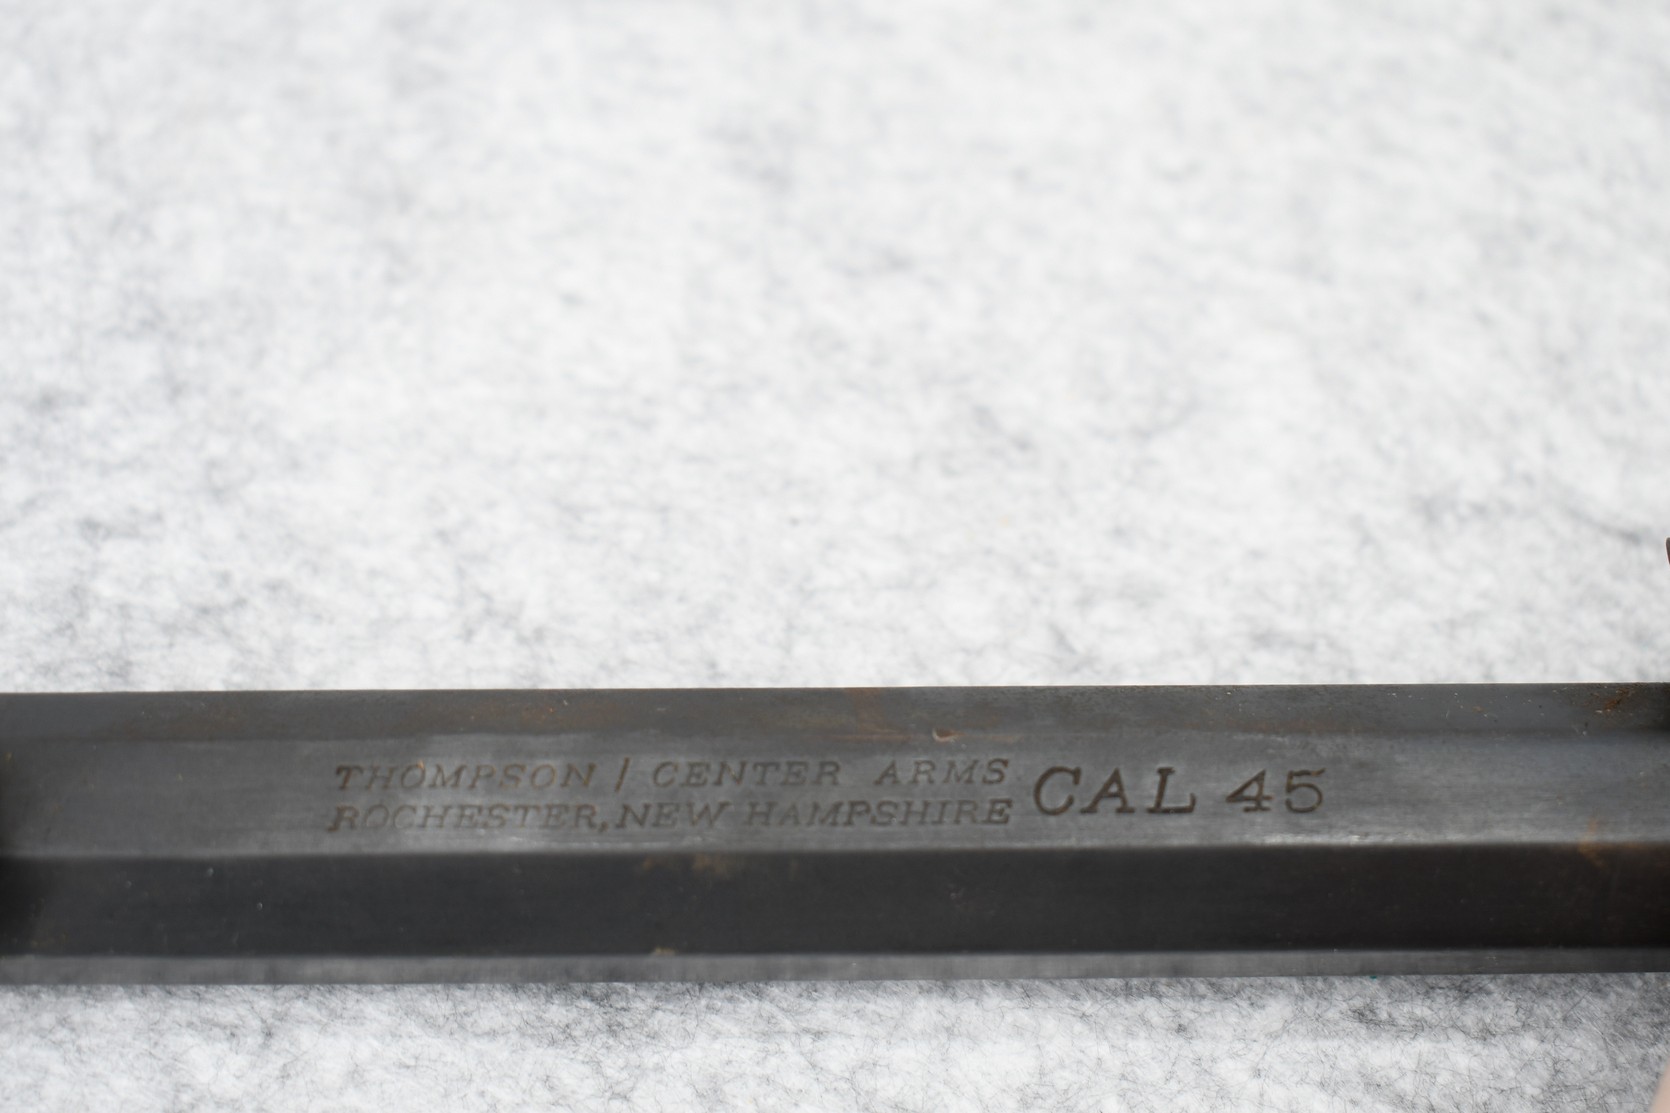 THOMPSON / CENTER ARMS
ROCHESTER, NEW HAMPSHIRE
CAL 45